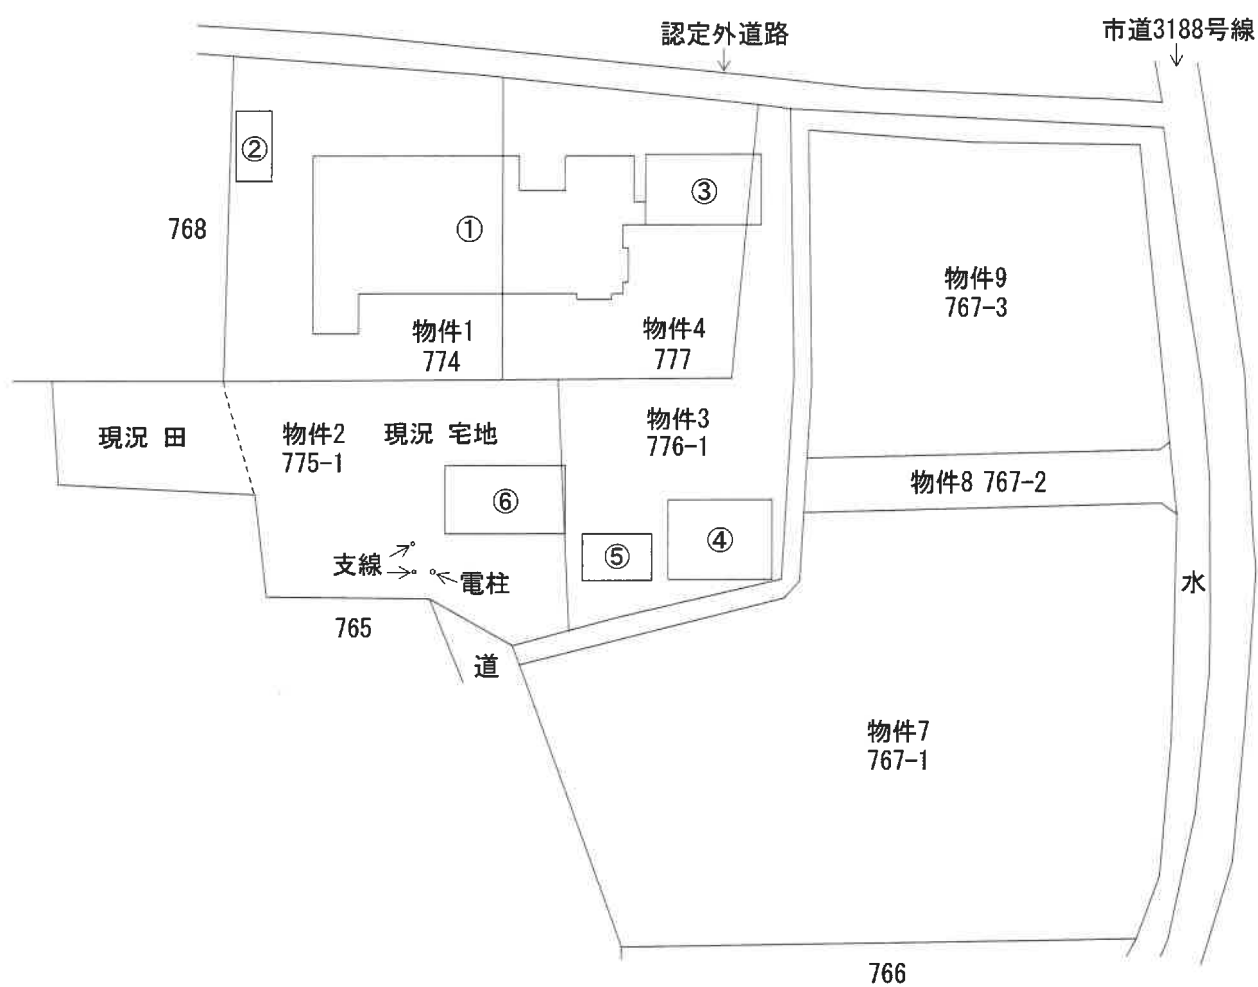 認定外道路
市道3188号線
②
③
①
768
物件9
767-3
物件1
774
物件4
777
現況 田
物件2
775-1
現況 宅地
物件3
776-1
物件8 767-2
⑥
⑤
④
支線
電柱
水
765
道
物件7
767-1
766